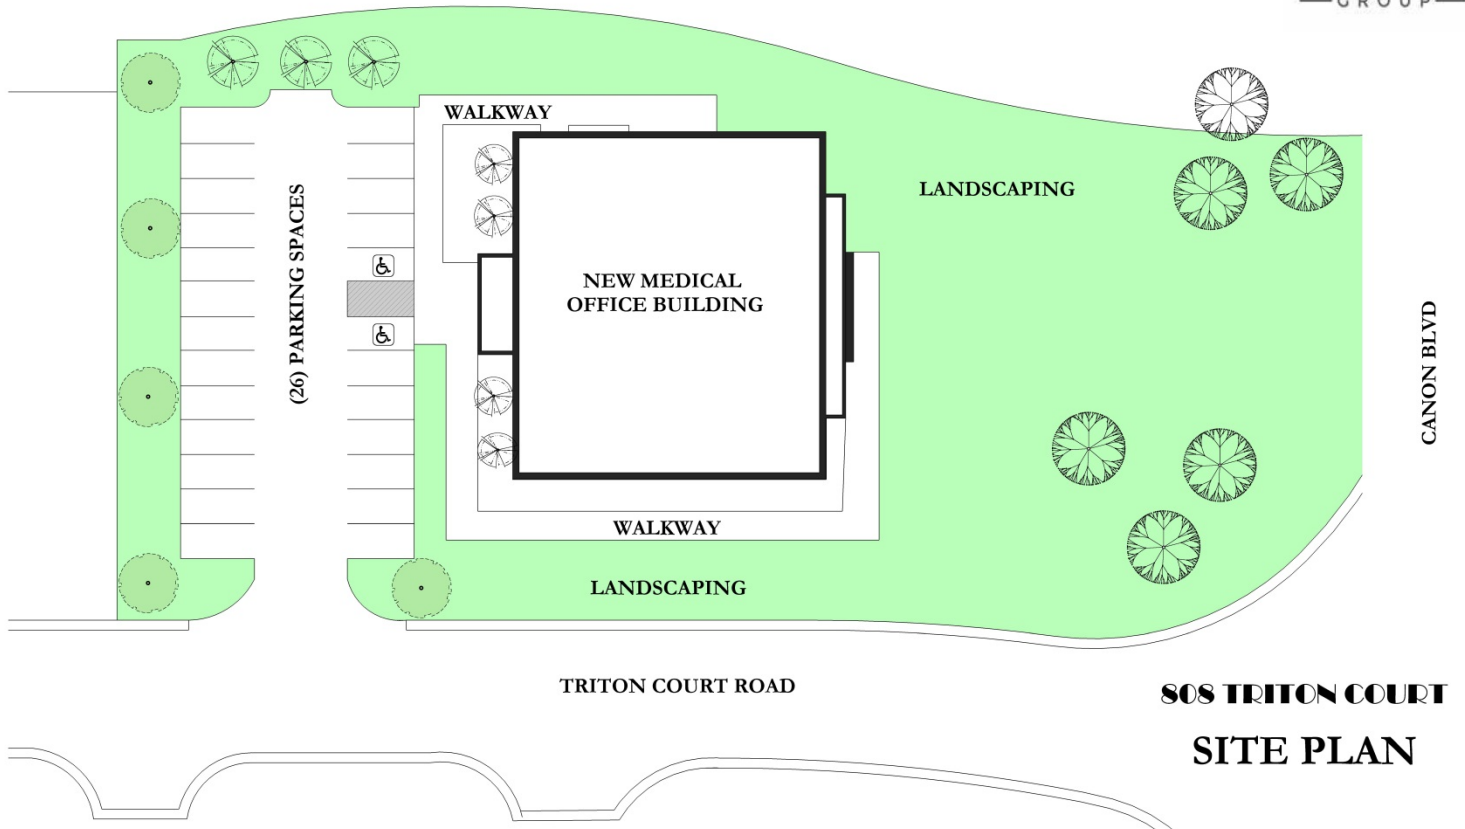 GROUP
WALKWAY
LANDSCAPING
(26) PARKING SPACES
NEW MEDICAL
OFFICE BUILDING
CANON BLVD
WALKWAY
LANDSCAPING
TRITON COURT ROAD
808 TRITON COURT
SITE PLAN